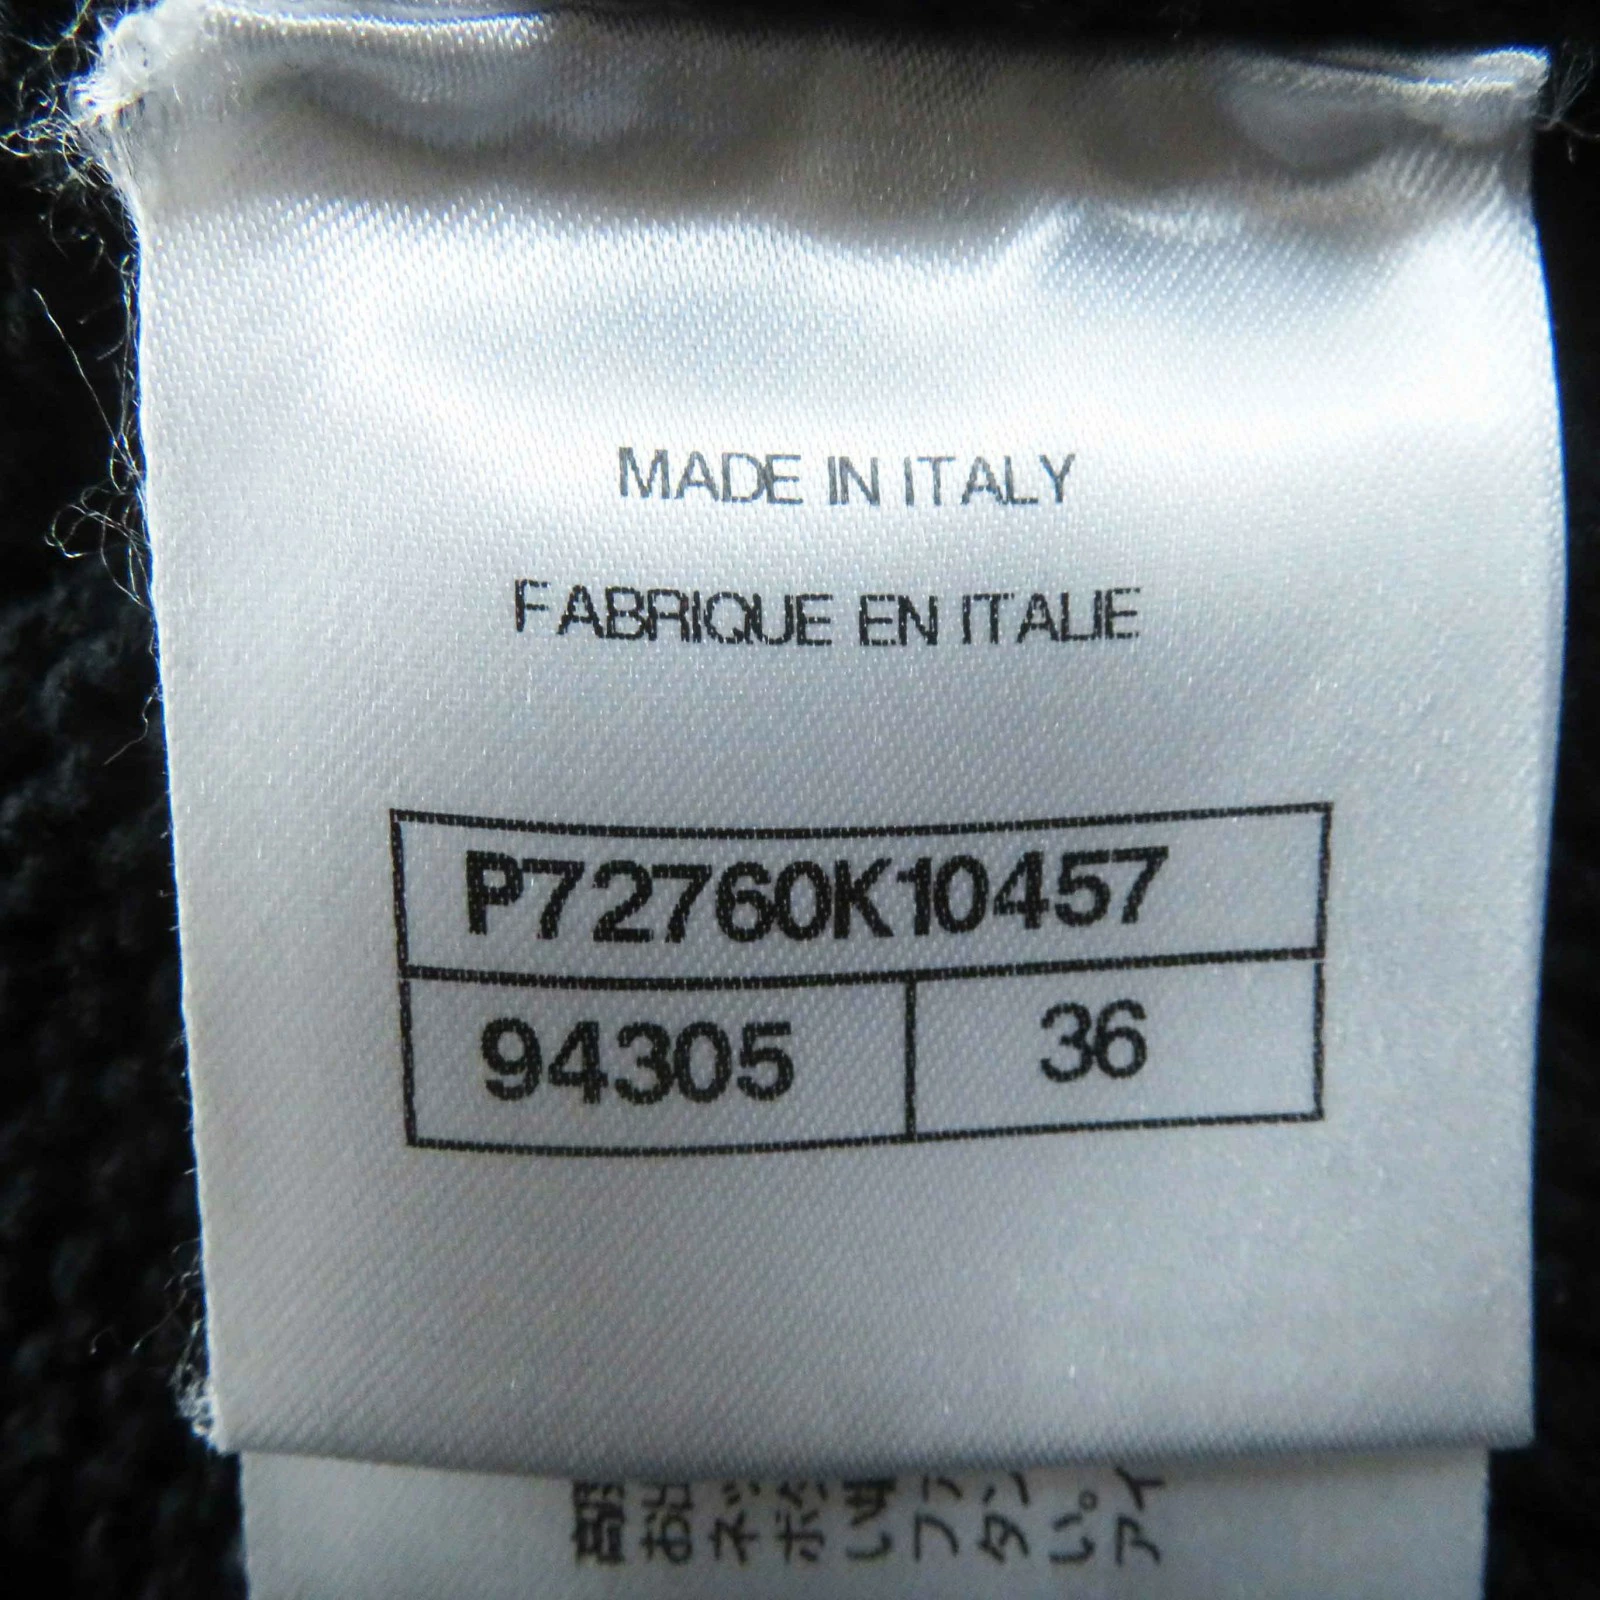 MADE IN ITALY
FABRIQUE EN ITALIE
P72760K10457
94305 36